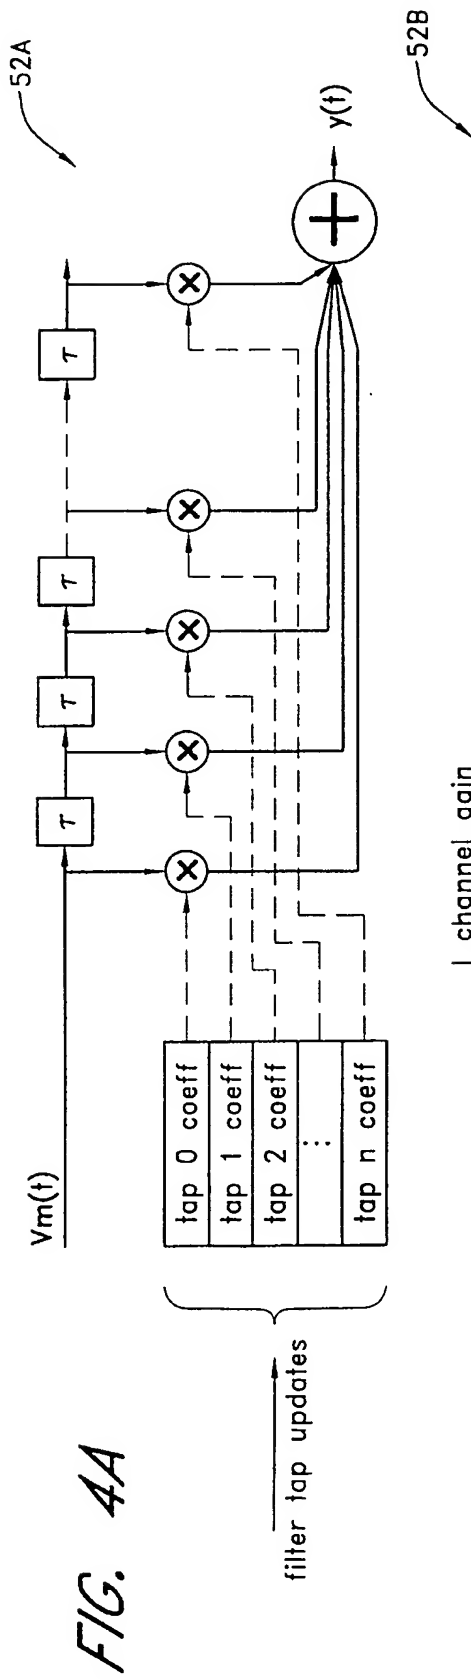 FIG. 4A
52A
Vm(t)
τ
τ
τ
τ
×
×
×
×
×
+
y(t)
filter tap updates
tap 0 coeff
tap 1 coeff
tap 2 coeff
⋮
tap n coeff
I channel gain
52B